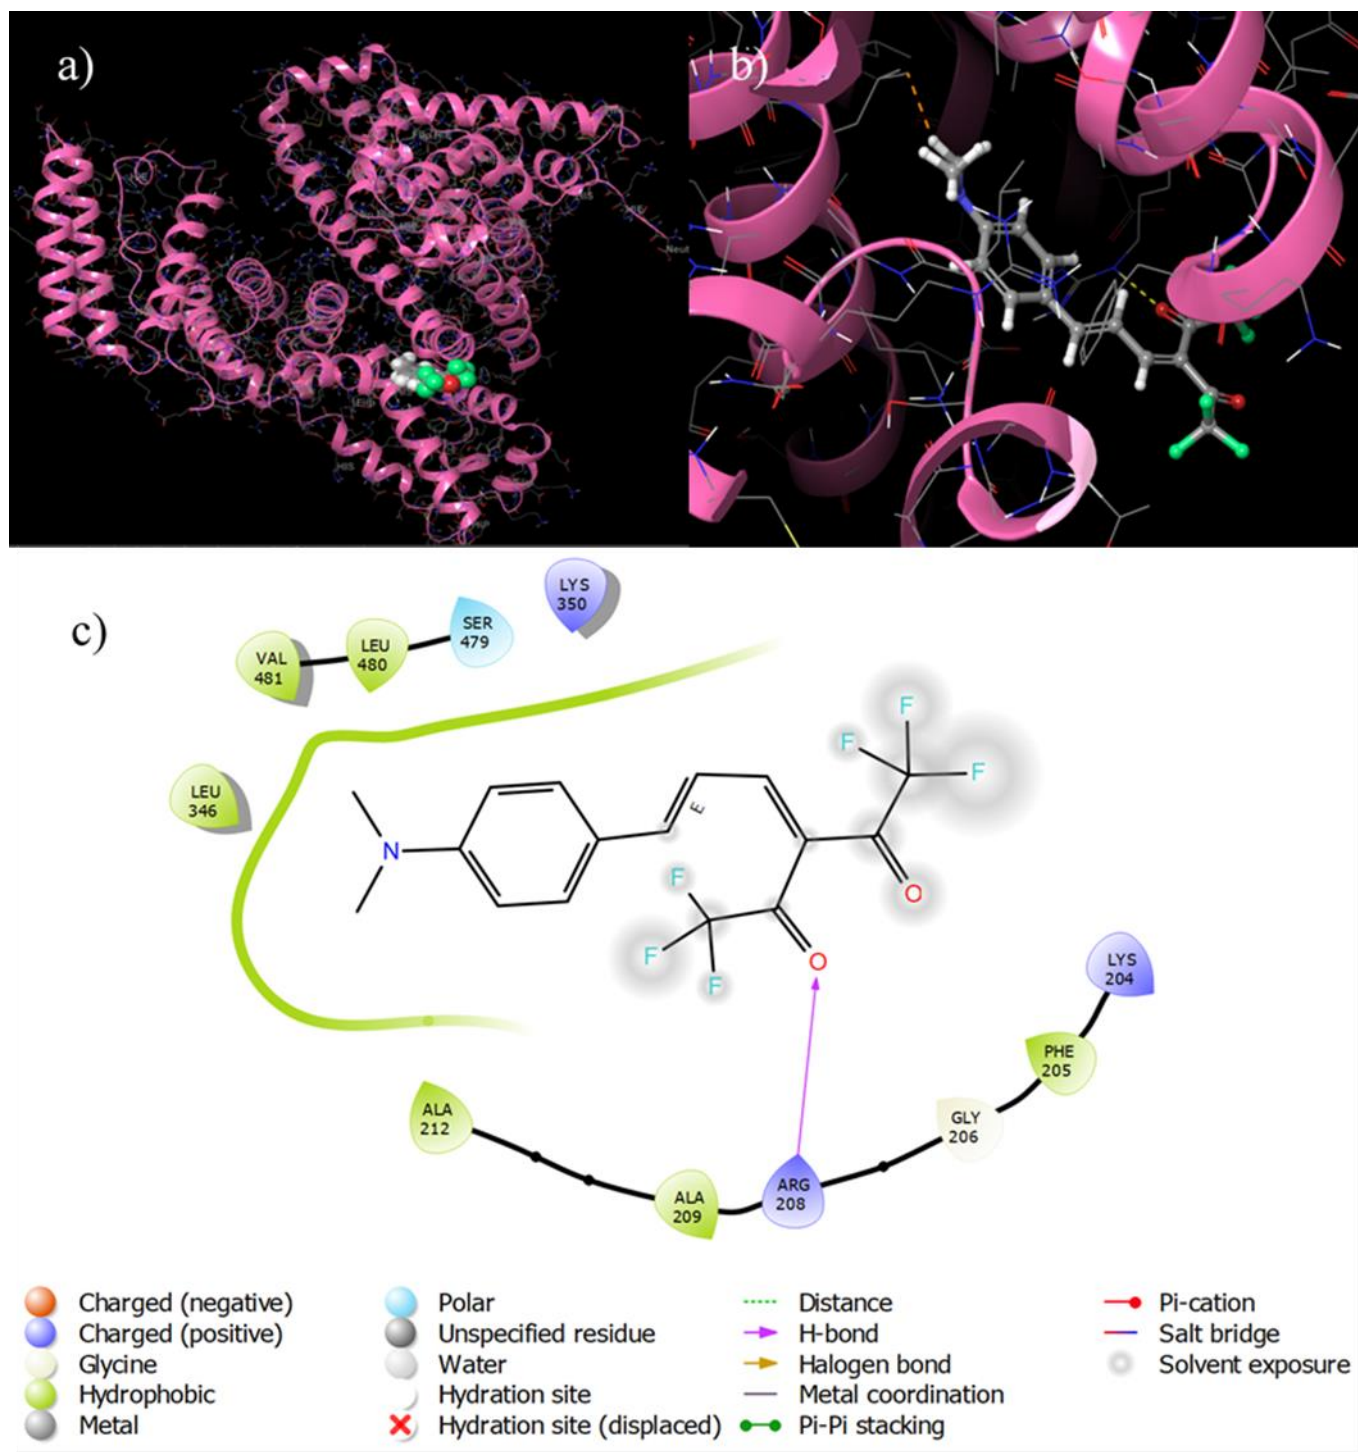 a)
b)
HIS
Neut
c)
LYS
350
SER
479
LEU
480
VAL
481
LEU
346
F
F
F
E
N
F
F
F
O
O
LYS
204
PHE
205
GLY
206
ALA
212
ARG
208
ALA
209
Charged (negative)
Charged (positive)
Glycine
Hydrophobic
Metal
Polar
Unspecified residue
Water
Hydration site
Hydration site (displaced)
Distance
H-bond
Halogen bond
Metal coordination
Pi-Pi stacking
Pi-cation
Salt bridge
Solvent exposure